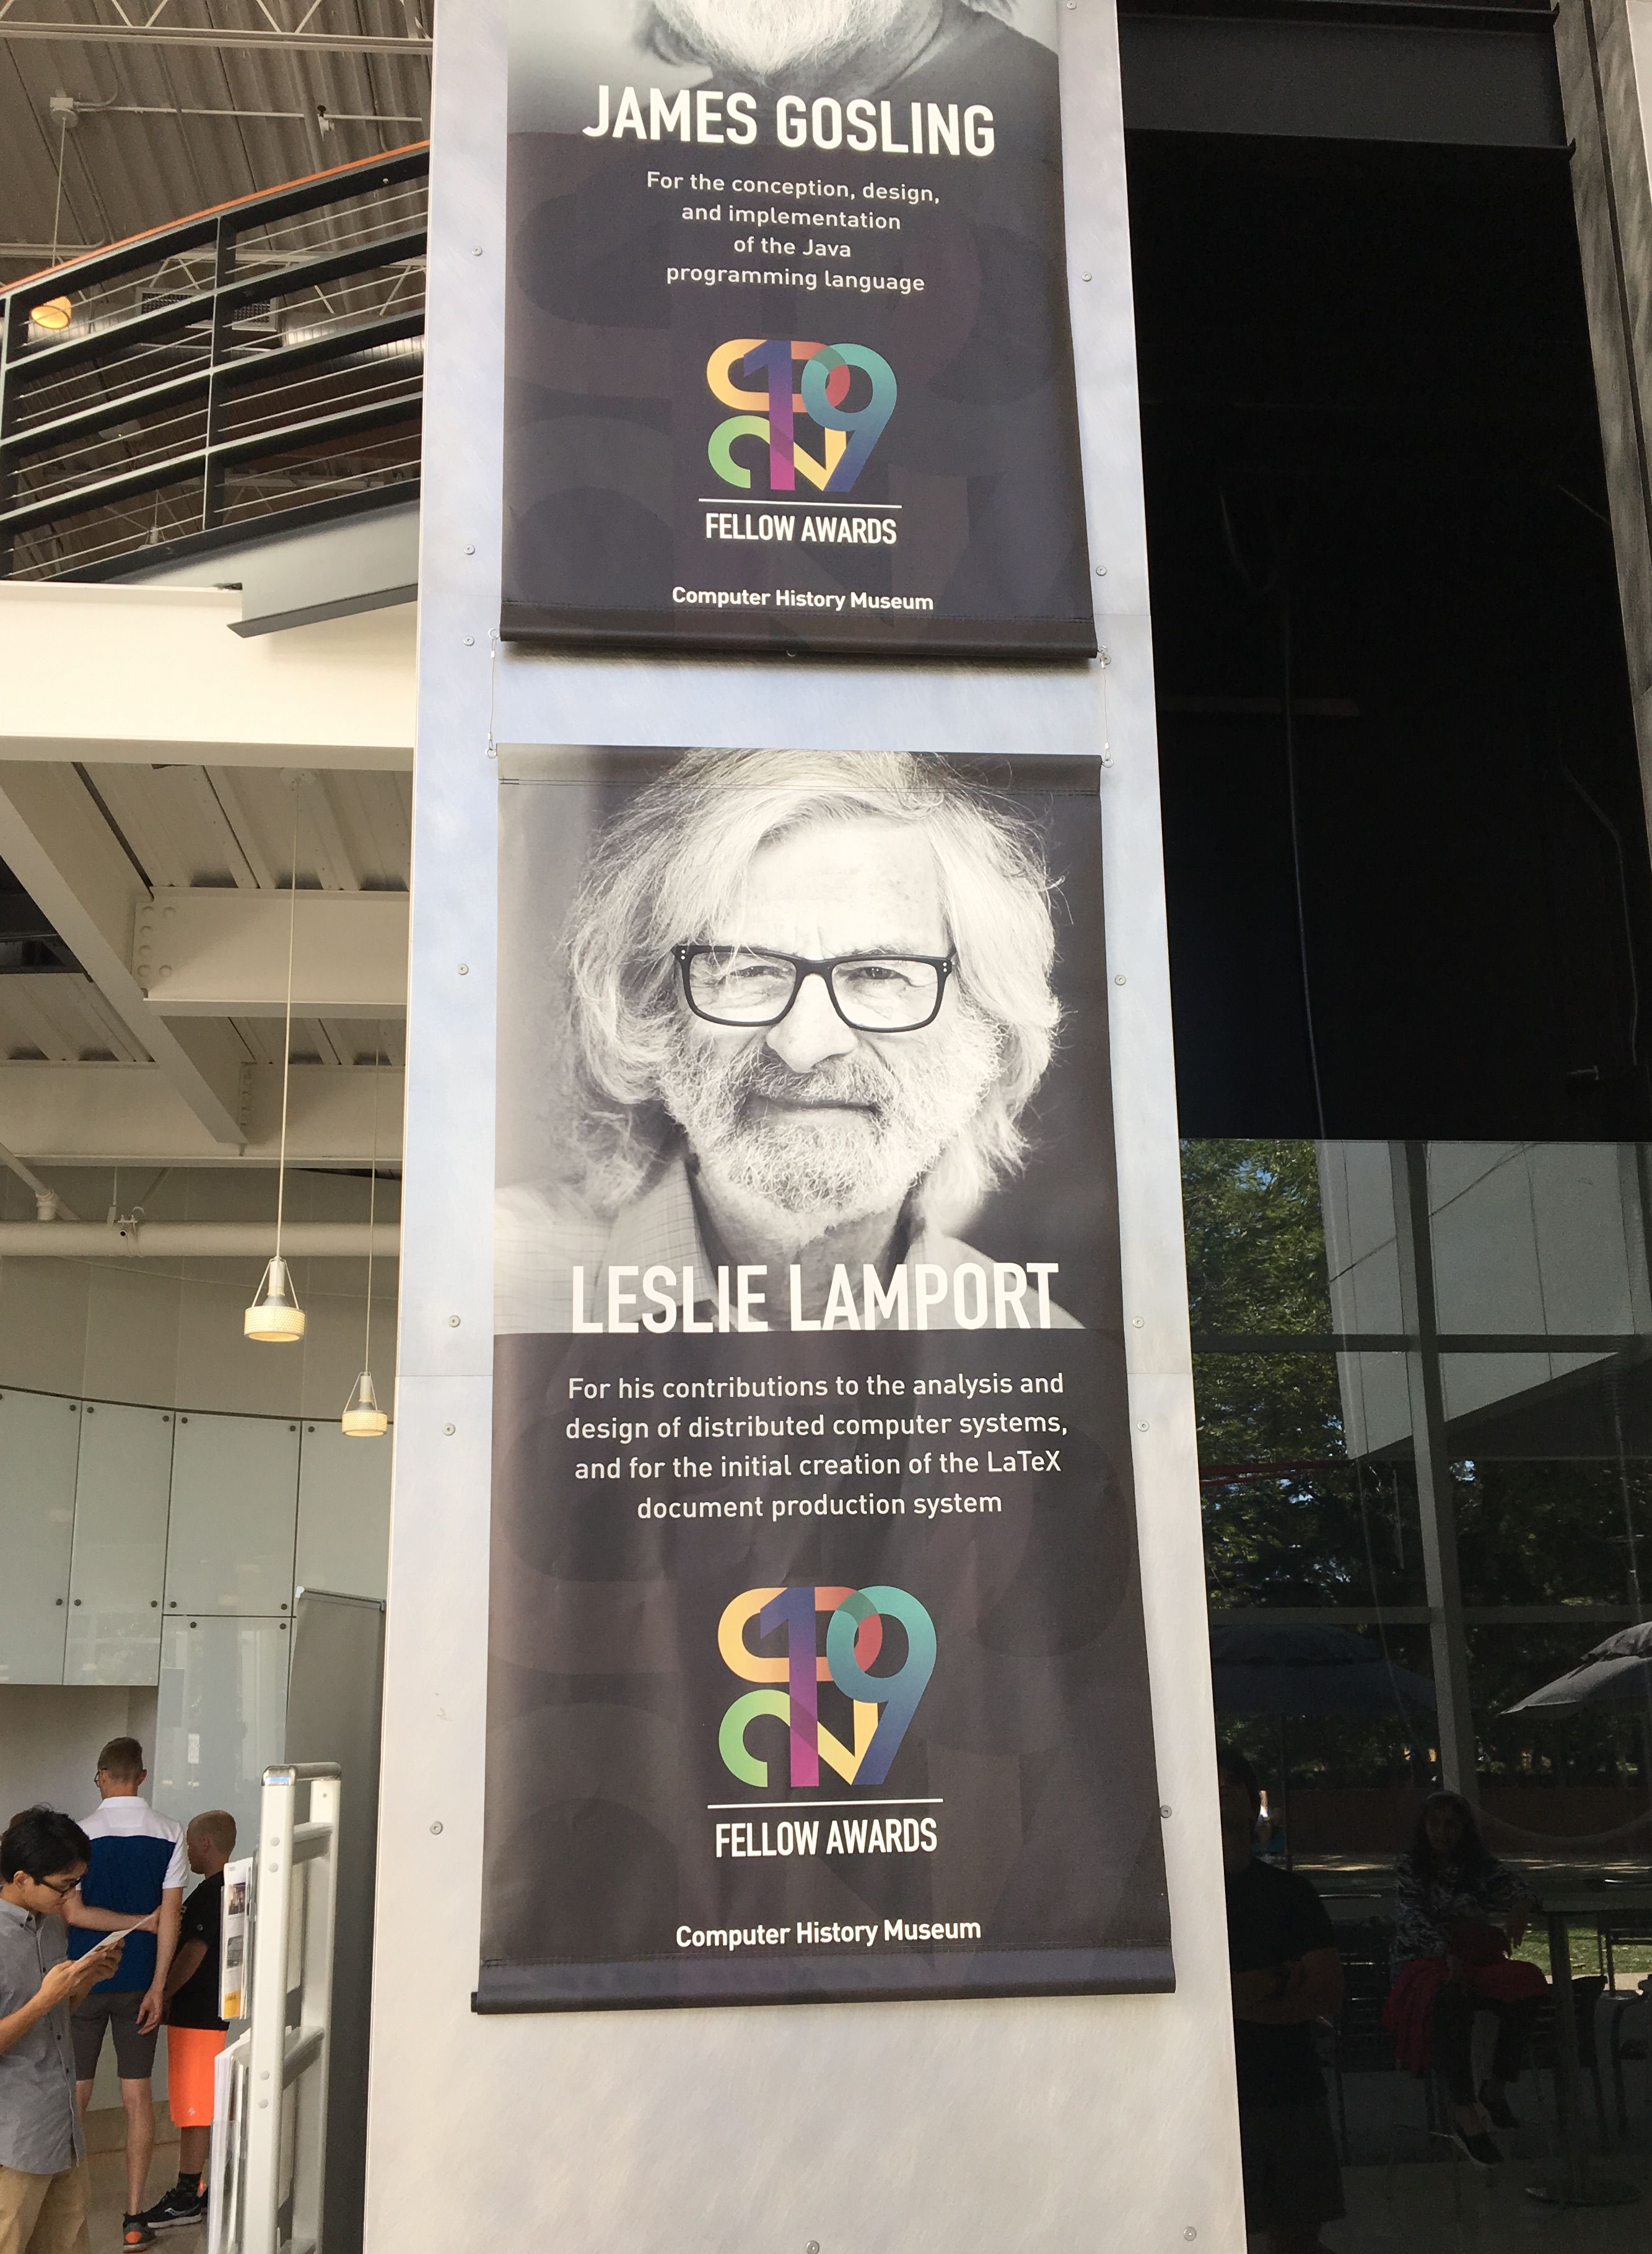 JAMES GOSLING
For the conception, design,
and implementation
of the Java
programming language
2019
FELLOW AWARDS
Computer History Museum
LESLIE LAMPORT
For his contributions to the analysis and
design of distributed computer systems,
and for the initial creation of the LaTeX
document production system
2019
FELLOW AWARDS
Computer History Museum